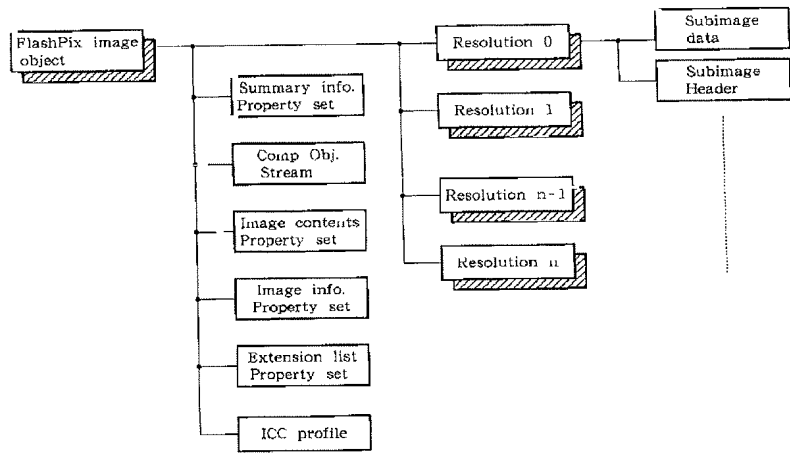 FlashPix image
object
Summary info.
Property set
Comp Obj.
Stream
Image contents
Property set
Image info.
Property set
Extension list
Property set
ICC profile
Resolution 0
Resolution 1
Resolution n-1
Resolution n
Subimage
data
Subimage
Header